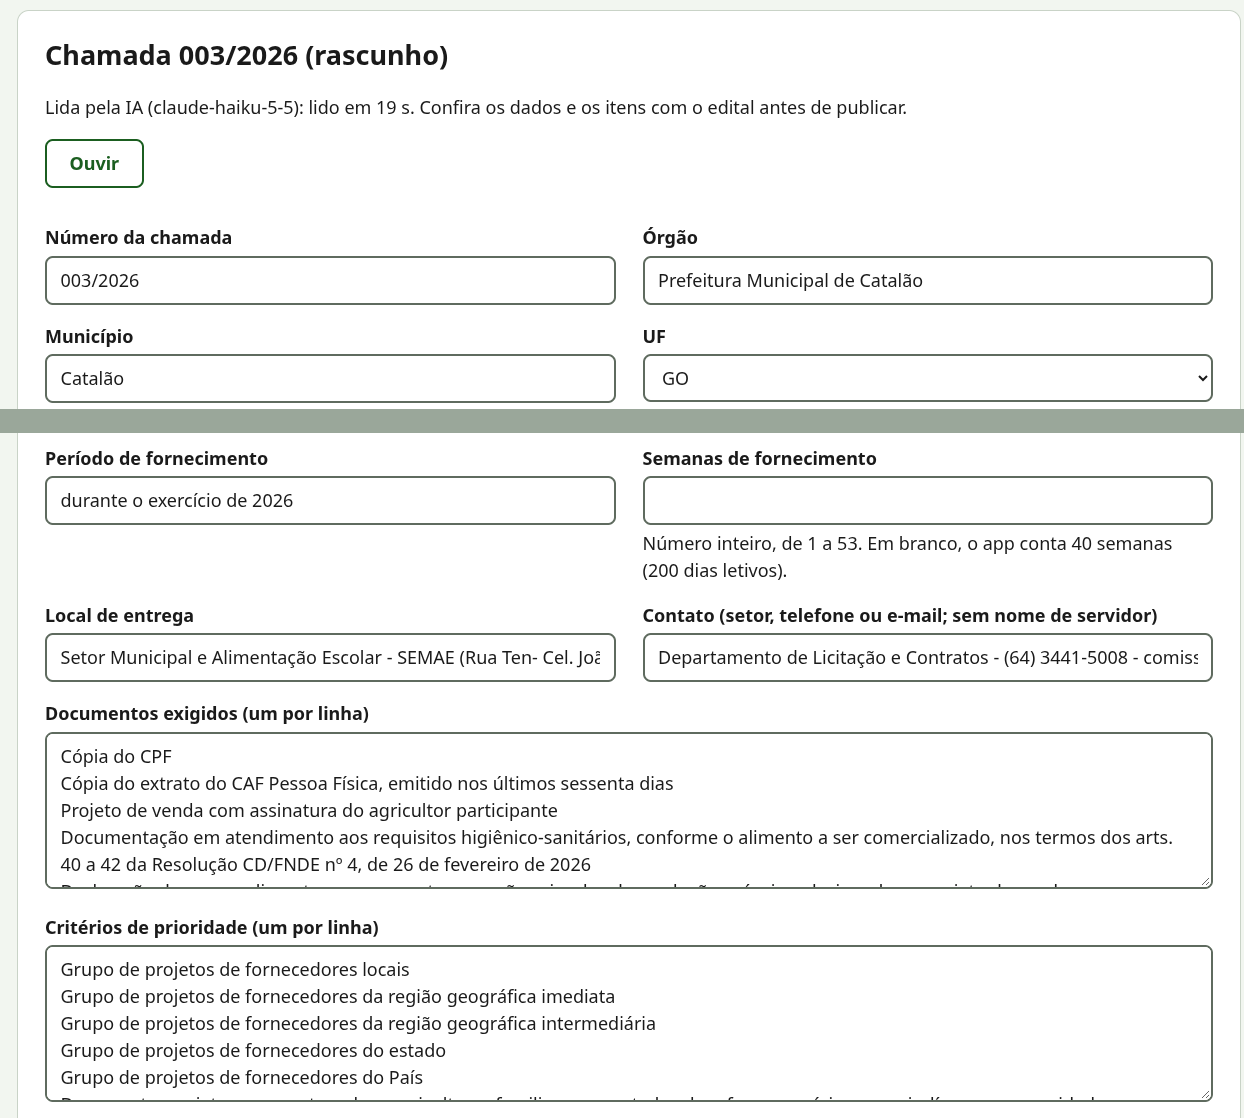 Chamada 003/2026 (rascunho)
Lida pela IA (claude-haiku-5-5): lido em 19 s. Confira os dados e os itens com o edital antes de publicar.
Ouvir
Número da chamada
003/2026
Órgão
Prefeitura Municipal de Catalão
Município
Catalão
UF
GO
Período de fornecimento
durante o exercício de 2026
Semanas de fornecimento
Número inteiro, de 1 a 53. Em branco, o app conta 40 semanas
(200 dias letivos).
Local de entrega
Setor Municipal e Alimentação Escolar - SEMAE (Rua Ten- Cel.
Contato (setor, telefone ou e-mail; sem nome de servidor)
Departamento de Licitação e Contratos - (64) 3441-5008 -
Documentos exigidos (um por linha)
Cópia do CPF
Cópia do extrato do CAF Pessoa Física, emitido nos últimos sessenta dias
Projeto de venda com assinatura do agricultor participante
Documentação em atendimento aos requisitos higiênico-sanitários, conforme o alimento a ser comercializado, nos termos dos arts.
40 a 42 da Resolução CD/FNDE nº 4, de 26 de fevereiro de 2026
Critérios de prioridade (um por linha)
Grupo de projetos de fornecedores locais
Grupo de projetos de fornecedores da região geográfica imediata
Grupo de projetos de fornecedores da região geográfica intermediária
Grupo de projetos de fornecedores do estado
Grupo de projetos de fornecedores do País